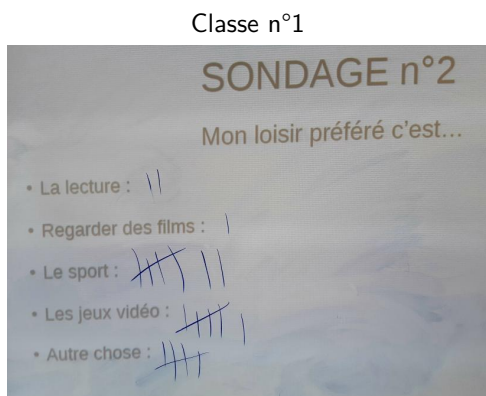 Classe n°1
SONDAGE n°2
Mon loisir préféré c'est...
• La lecture : ||
• Regarder des films : |
• Le sport : 
• Les jeux vidéo : 
• Autre chose :